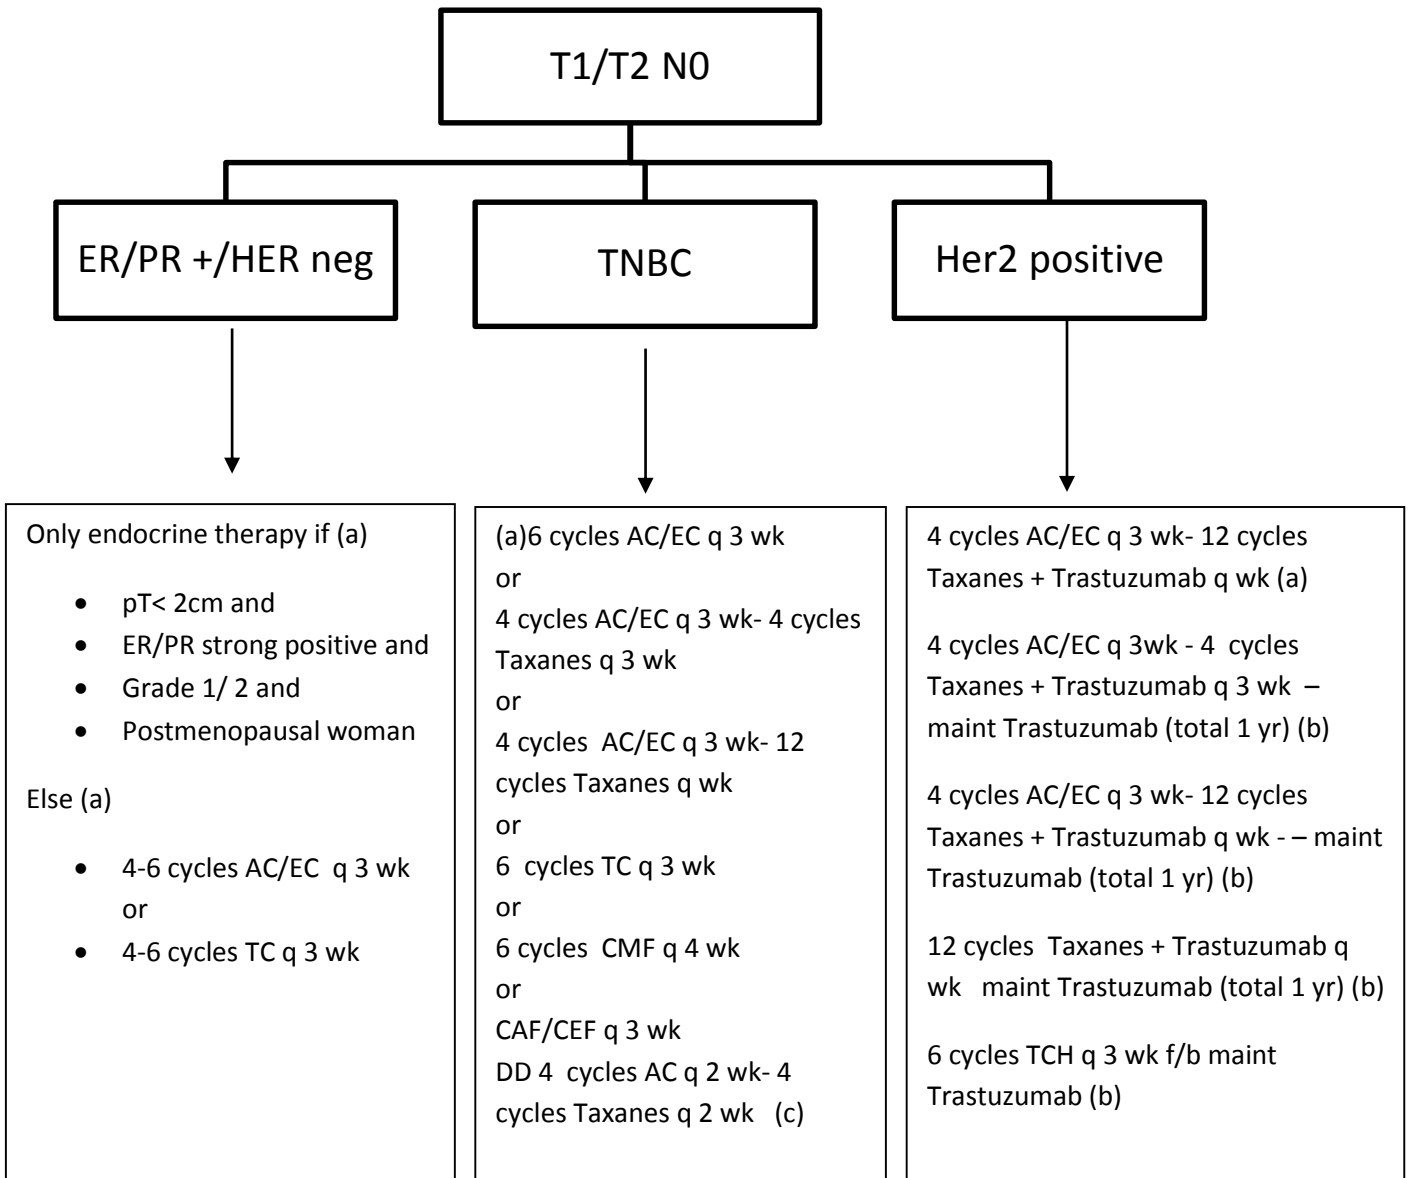 T1/T2 N0
ER/PR +/HER neg
TNBC
Her2 positive
Only endocrine therapy if (a)
• pT< 2cm and
• ER/PR strong positive and
• Grade 1/ 2 and
• Postmenopausal woman
Else (a)
• 4-6 cycles AC/EC q 3 wk
or
• 4-6 cycles TC q 3 wk
(a)6 cycles AC/EC q 3 wk
or
4 cycles AC/EC q 3 wk- 4 cycles
Taxanes q 3 wk
or
4 cycles AC/EC q 3 wk- 12
cycles Taxanes q wk
or
6 cycles TC q 3 wk
or
6 cycles CMF q 4 wk
or
CAF/CEF q 3 wk
DD 4 cycles AC q 2 wk- 4
cycles Taxanes q 2 wk (c)
4 cycles AC/EC q 3 wk- 12 cycles
Taxanes + Trastuzumab q wk (a)
4 cycles AC/EC q 3wk - 4 cycles
Taxanes + Trastuzumab q 3 wk –
maint Trastuzumab (total 1 yr) (b)
4 cycles AC/EC q 3 wk- 12 cycles
Taxanes + Trastuzumab q wk - – maint
Trastuzumab (total 1 yr) (b)
12 cycles Taxanes + Trastuzumab q
wk maint Trastuzumab (total 1 yr) (b)
6 cycles TCH q 3 wk f/b maint
Trastuzumab (b)